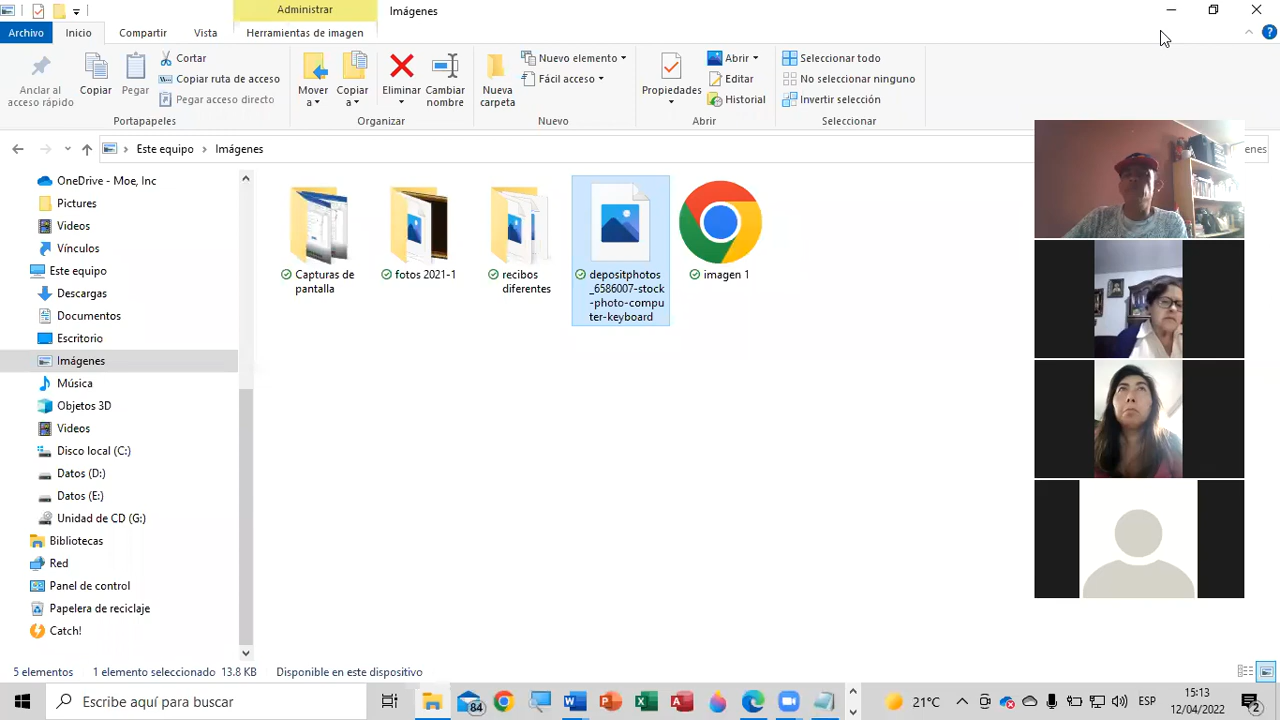 Administrar
Imágenes
Archivo
Inicio
Compartir
Vista
Herramientas de imagen
Anclar al
acceso rápido
Copiar
Pegar
Cortar
Copiar ruta de acceso
Pegar acceso directo
Mover
a
Copiar
a
Eliminar
Cambiar
nombre
Nueva
carpeta
Nuevo elemento
Fácil acceso
Propiedades
Abrir
Editar
Historial
Seleccionar todo
No seleccionar ninguno
Invertir selección
Portapapeles
Organizar
Nuevo
Abrir
Seleccionar
Este equipo
Imágenes
enes
OneDrive - Moe, Inc
Pictures
Videos
Vínculos
Este equipo
Descargas
Documentos
Escritorio
Imágenes
Música
Objetos 3D
Videos
Disco local (C:)
Datos (D:)
Datos (E:)
Unidad de CD (G:)
Bibliotecas
Red
Panel de control
Papelera de reciclaje
Catch!
Capturas de
pantalla
fotos 2021-1
recibos
diferentes
depositphotos
_6586007-stock
-photo-compu
ter-keyboard
imagen 1
5 elementos
1 elemento seleccionado 13.8 KB
Disponible en este dispositivo
Escribe aquí para buscar
84
21°C
ESP
15:13
12/04/2022
2